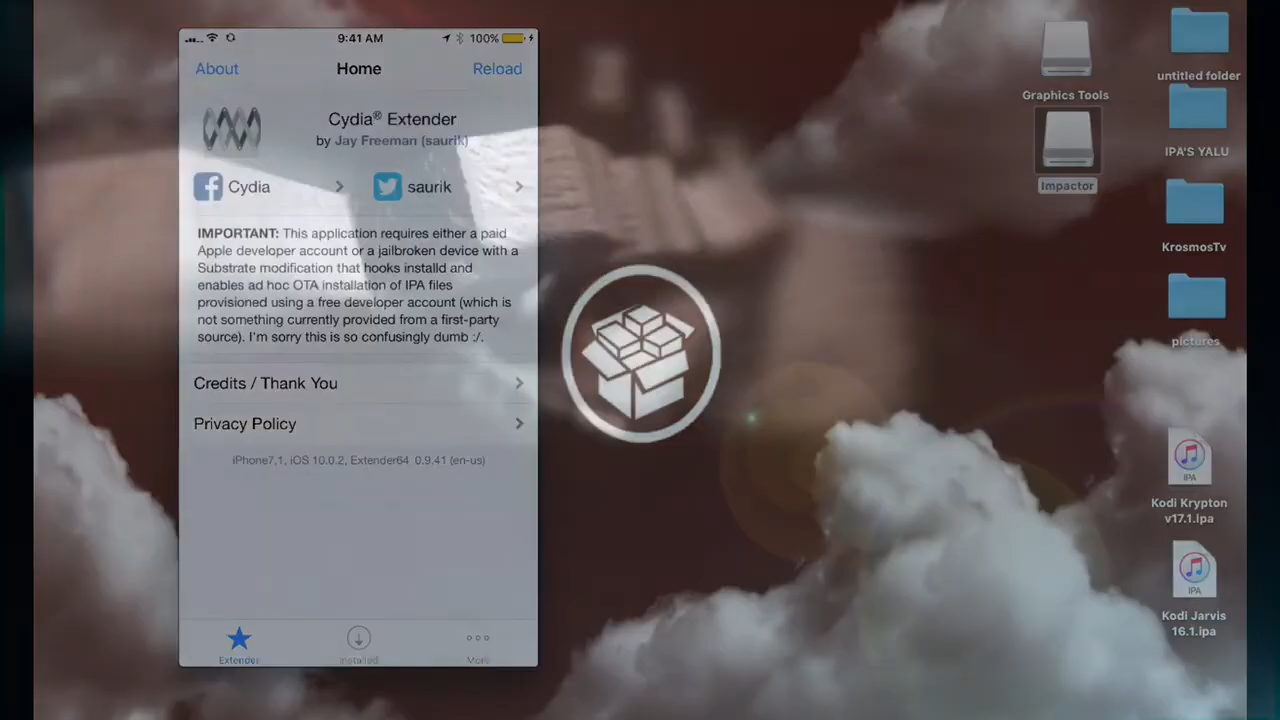 9:41 AM
100%
About
Home
Reload
Cydia® Extender
by Jay Freeman (saurik)
Cydia
saurik
IMPORTANT: This application requires either a paid
Apple developer account or a jailbroken device with a
Substrate modification that hooks installd and
enables ad hoc OTA installation of IPA files
provisioned using a free developer account (which is
not something currently provided from a first-party
source). I'm sorry this is so confusingly dumb :/.
Credits / Thank You
Privacy Policy
iPhone7,1, iOS 10.0.2, Extender64 0.9.41 (en-us)
Extender
Installed
More
Graphics Tools
Impactor
untitled folder
IPA'S YALU
KrosmosTv
pictures
IPA
Kodi Krypton
v17.1.ipa
IPA
Kodi Jarvis
16.1.ipa